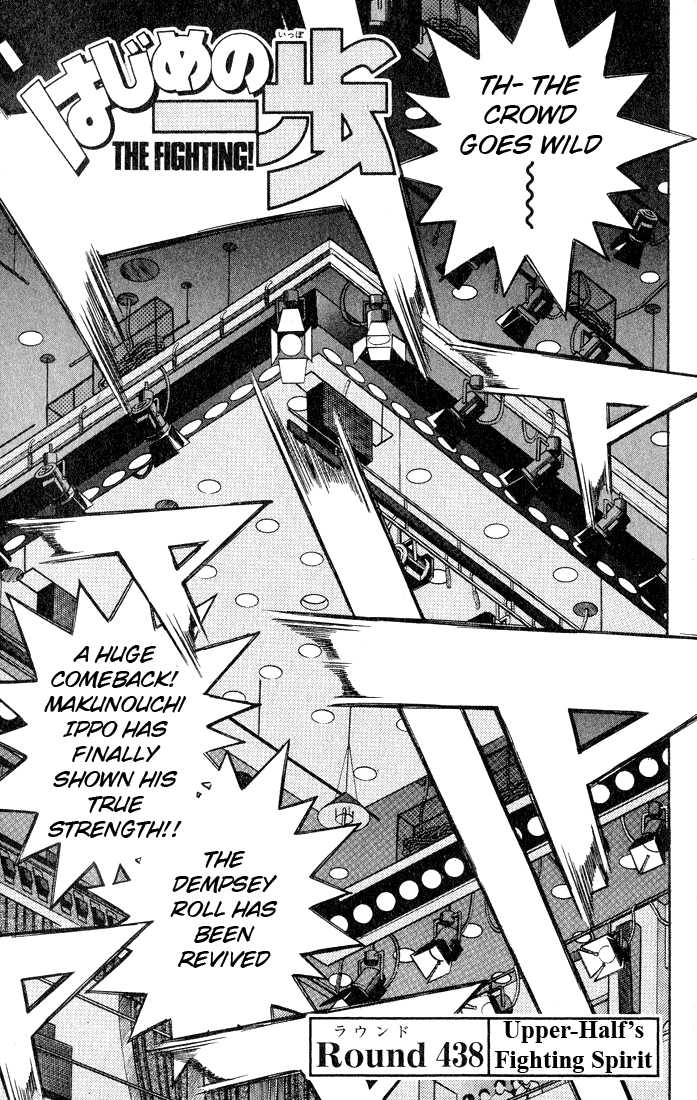 はじめの一歩
いっぽ
THE FIGHTING!
TH- THE
CROWD
GOES WILD
A HUGE
COMEBACK!
MAKUNOUCHI
IPPO HAS
FINALLY
SHOWN HIS
TRUE
STRENGTH!!
THE
DEMPSEY
ROLL HAS
BEEN
REVIVED
ラウンド
Round 438
Upper-Half's
Fighting Spirit